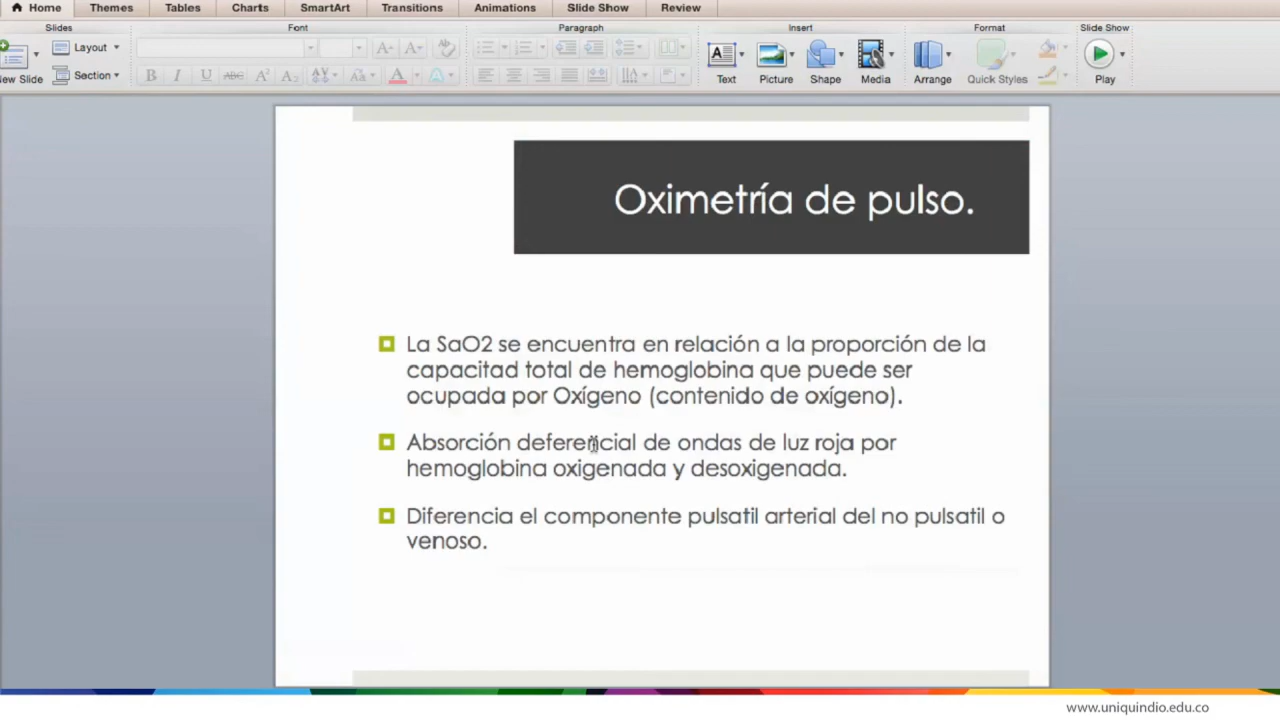 Home Themes Tables Charts SmartArt Transitions Animations Slide Show Review
Slides Font Paragraph Insert Format Slide Show
Layout
New Slide Section Text Picture Shape Media Arrange Quick Styles Play
Oximetría de pulso.
La SaO2 se encuentra en relación a la proporción de la
capacitad total de hemoglobina que puede ser
ocupada por Oxígeno (contenido de oxígeno).
Absorción deferencial de ondas de luz roja por
hemoglobina oxigenada y desoxigenada.
Diferencia el componente pulsatil arterial del no pulsatil o
venoso.
www.uniquindio.edu.co